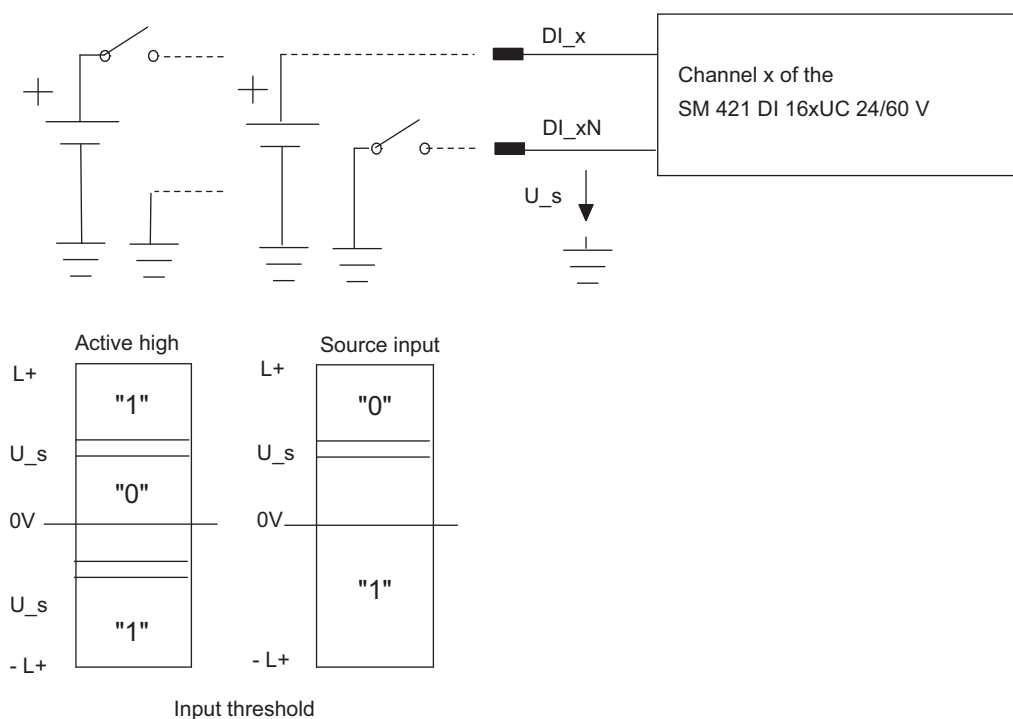 DI_x
Channel x of the
SM 421 DI 16xUC 24/60 V
+
+
DI_xN
U_s
Active high
Source input
L+
"1"
L+
"0"
U_s
U_s
"0"
0V
0V
"1"
U_s
"1"
- L+
- L+
Input threshold